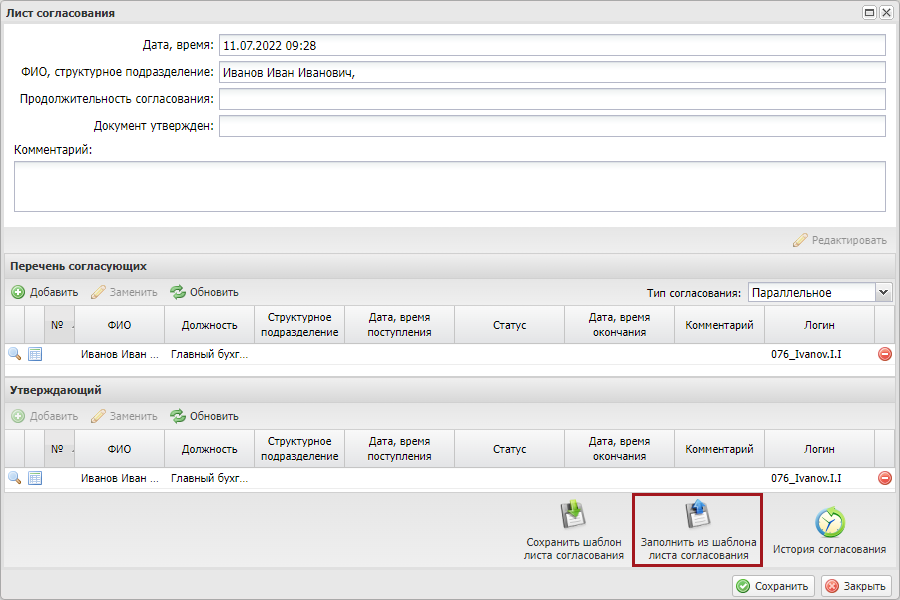 Лист согласования
Дата, время: 11.07.2022 09:28
ФИО, структурное подразделение: Иванов Иван Иванович,
Продолжительность согласования:
Документ утвержден:
Комментарий:
Редактировать
Перечень согласующих
Добавить Заменить Обновить Тип согласования: Параллельное
№ ФИО Должность Структурное подразделение Дата, время поступления Статус Дата, время окончания Комментарий Логин
Иванов Иван ... Главный бухг... 076_Ivanov.I.I
Утверждающий
Добавить Заменить Обновить
№ ФИО Должность Структурное подразделение Дата, время поступления Статус Дата, время окончания Комментарий Логин
Иванов Иван ... Главный бухг... 076_Ivanov.I.I
Сохранить шаблон
листа согласования
Заполнить из шаблона
листа согласования
История согласования
Сохранить Закрыть